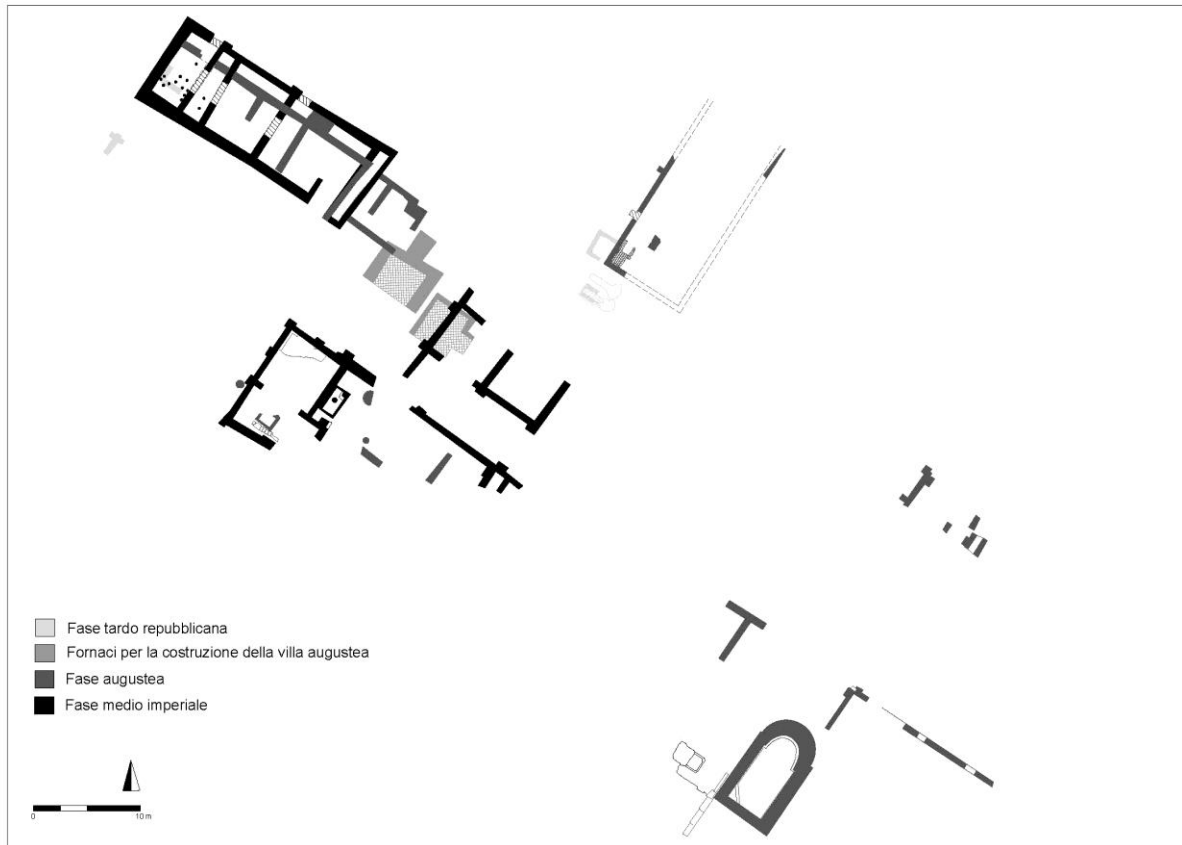 Fase tardo repubblicana
Fornaci per la costruzione della villa augustea
Fase augustea
Fase medio imperiale
0 10 m